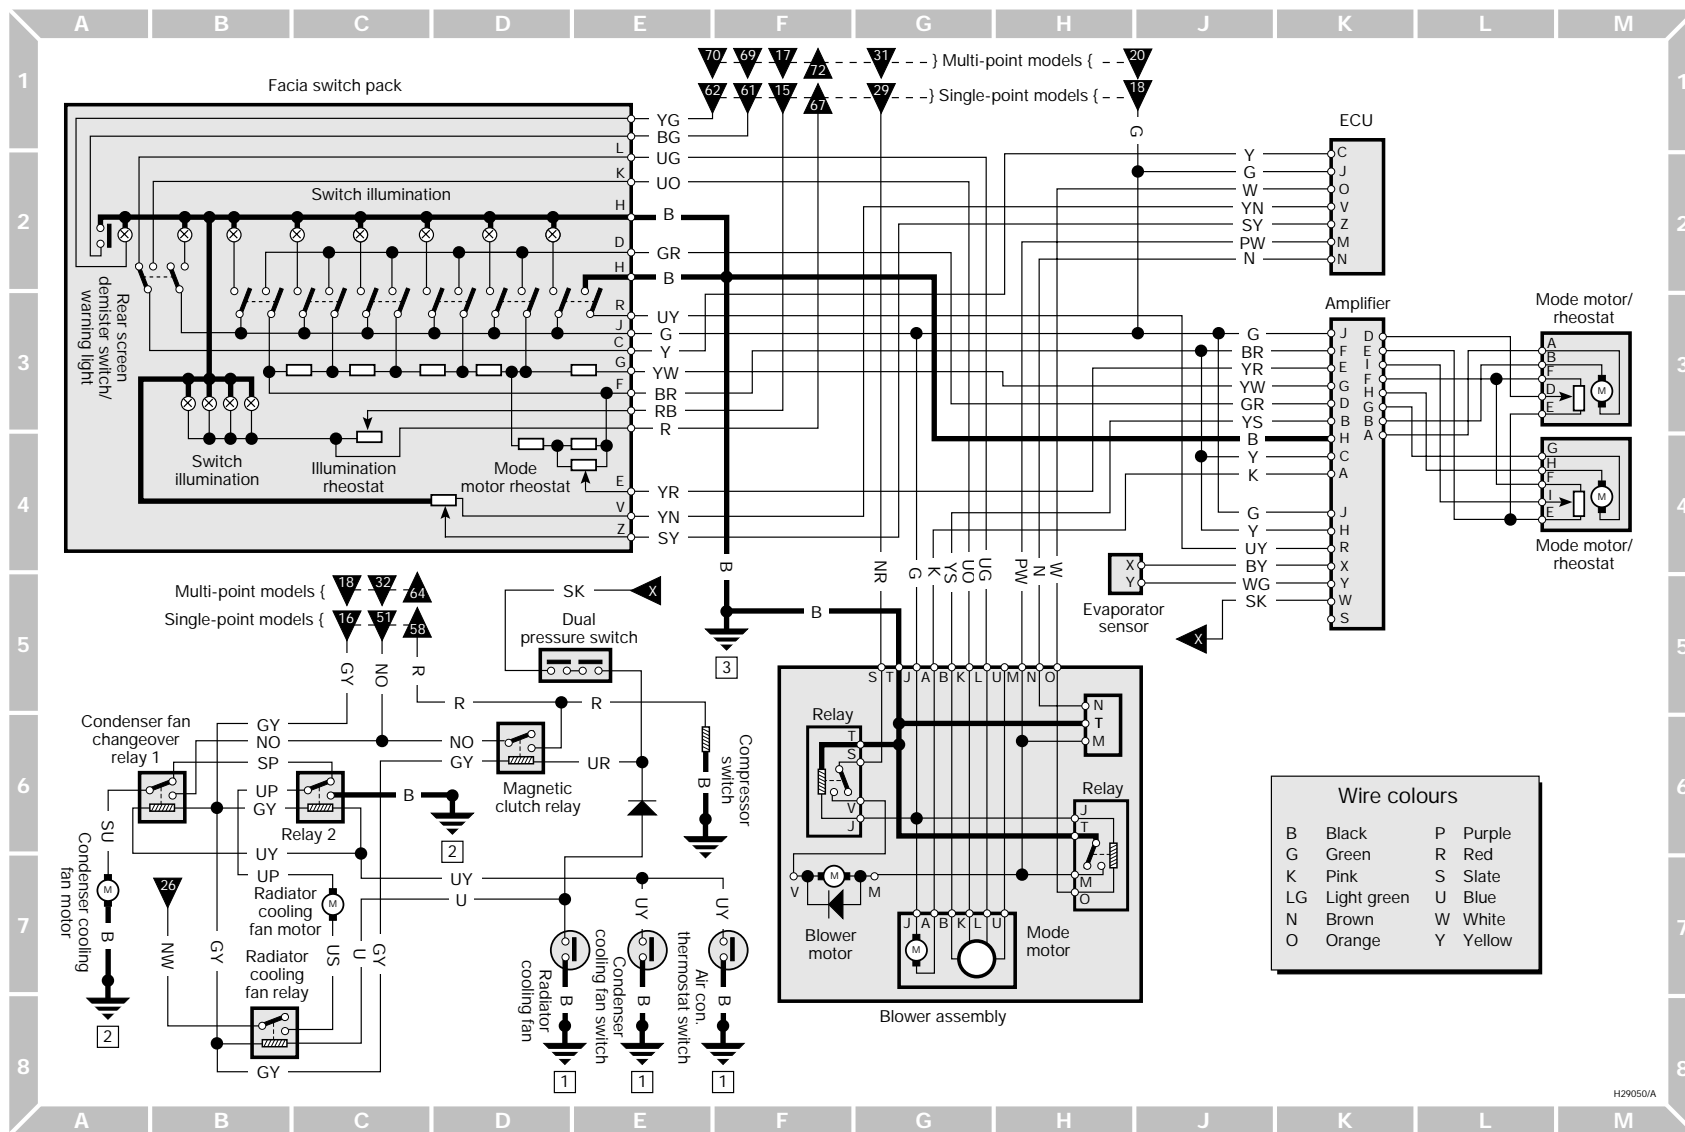 A B C D E F G H J K L M
1 1
2 2
3 3
4 4
5 5
6 6
7 7
8 8
70 69 17 72 31 } Multi-point models { 20
62 61 15 67 29 } Single-point models { 18
Facia switch pack
G
ECU
YG
BG
L UG
K UO
Switch illumination
H B
D GR
H B
R UY
J G
C Y
G YW
F BR
RB
R
E YR
V YN
Z SY
Rear screen
demister switch/
warning light
Switch
illumination
Illumination
rheostat
Mode
motor rheostat
Y C
G J
W O
YN V
SY Z
PW M
N N
Amplifier
G J D
BR F E
YR E I
YW G F
GR D H
YS B G
B H B
Y C A
K A
G J
Y H
UY R
BY X
WG Y
SK W
S
Mode motor/
rheostat
A
B
F
D
E
M
G
H
F
I
E
M
Mode motor/
rheostat
X
Y
Evaporator
sensor
X
B NR G K YS UO UG PW N W
Multi-point models { 18 32 64
Single-point models { 16 51 58
GY NO R
SK X
Dual
pressure switch
B
3
R R
Condenser fan
changeover
relay 1
GY
NO
SP
UP
GY
NO
GY
UR
Magnetic
clutch relay
Compressor
switch
B
B
2
Relay 2
SU
UY
UP
UY
U
Condenser cooling
fan motor
M
B
2
26
NW
GY
Radiator
cooling
fan motor
M
US U GY
Radiator
cooling
fan relay
GY
UY UY
Radiator
cooling fan
Condenser
cooling fan switch
Air con.
thermostat switch
B B B
1 1 1
S T J A B K L U M N O
Relay
T
S
V
J
N
T
M
Relay
J
T
M
O
V M M
Blower
motor
J A B K L U
M
Mode
motor
Blower assembly
Wire colours
B Black P Purple
G Green R Red
K Pink S Slate
LG Light green U Blue
N Brown W White
O Orange Y Yellow
H29050/A
A B C D E F G H J K L M